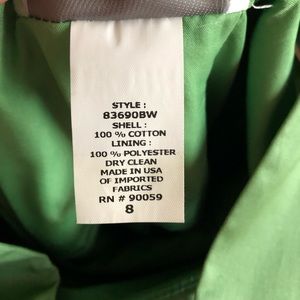 STYLE :
83690BW
SHELL :
100 % COTTON
LINING :
100 % POLYESTER
DRY CLEAN
MADE IN USA
OF IMPORTED
FABRICS
RN # 90059
8